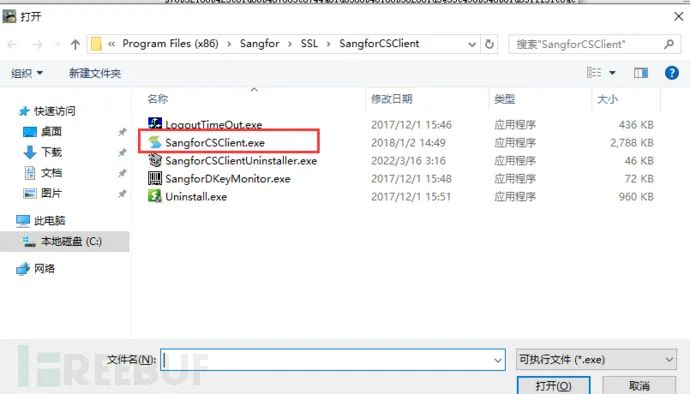 打开
Program Files (x86) > Sangfor > SSL > SangforCSClient
搜索"SangforCSClient"
组织 新建文件夹
名称 修改日期 类型 大小
快速访问
桌面
下载
文档
图片
此电脑
本地磁盘 (C:)
网络
LogoutTimeOut.exe 2017/12/1 15:46 应用程序 436 KB
SangforCSClient.exe 2018/1/2 14:49 应用程序 2,788 KB
SangforCSClientUninstaller.exe 2022/3/16 3:16 应用程序 46 KB
SangforDKeyMonitor.exe 2017/12/1 15:48 应用程序 72 KB
Uninstall.exe 2017/12/1 15:51 应用程序 960 KB
文件名(N):
可执行文件 (*.exe)
打开(O) 取消
FREEBUF